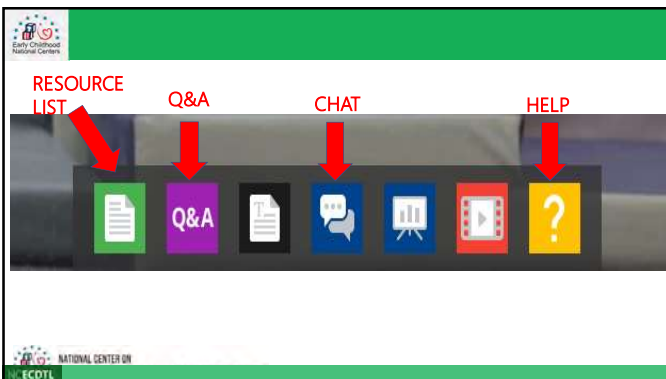 Early Childhood
National Centers
RESOURCE
LIST
Q&A
CHAT
HELP
Q&A
T
?
NATIONAL CENTER ON
NCECDTL